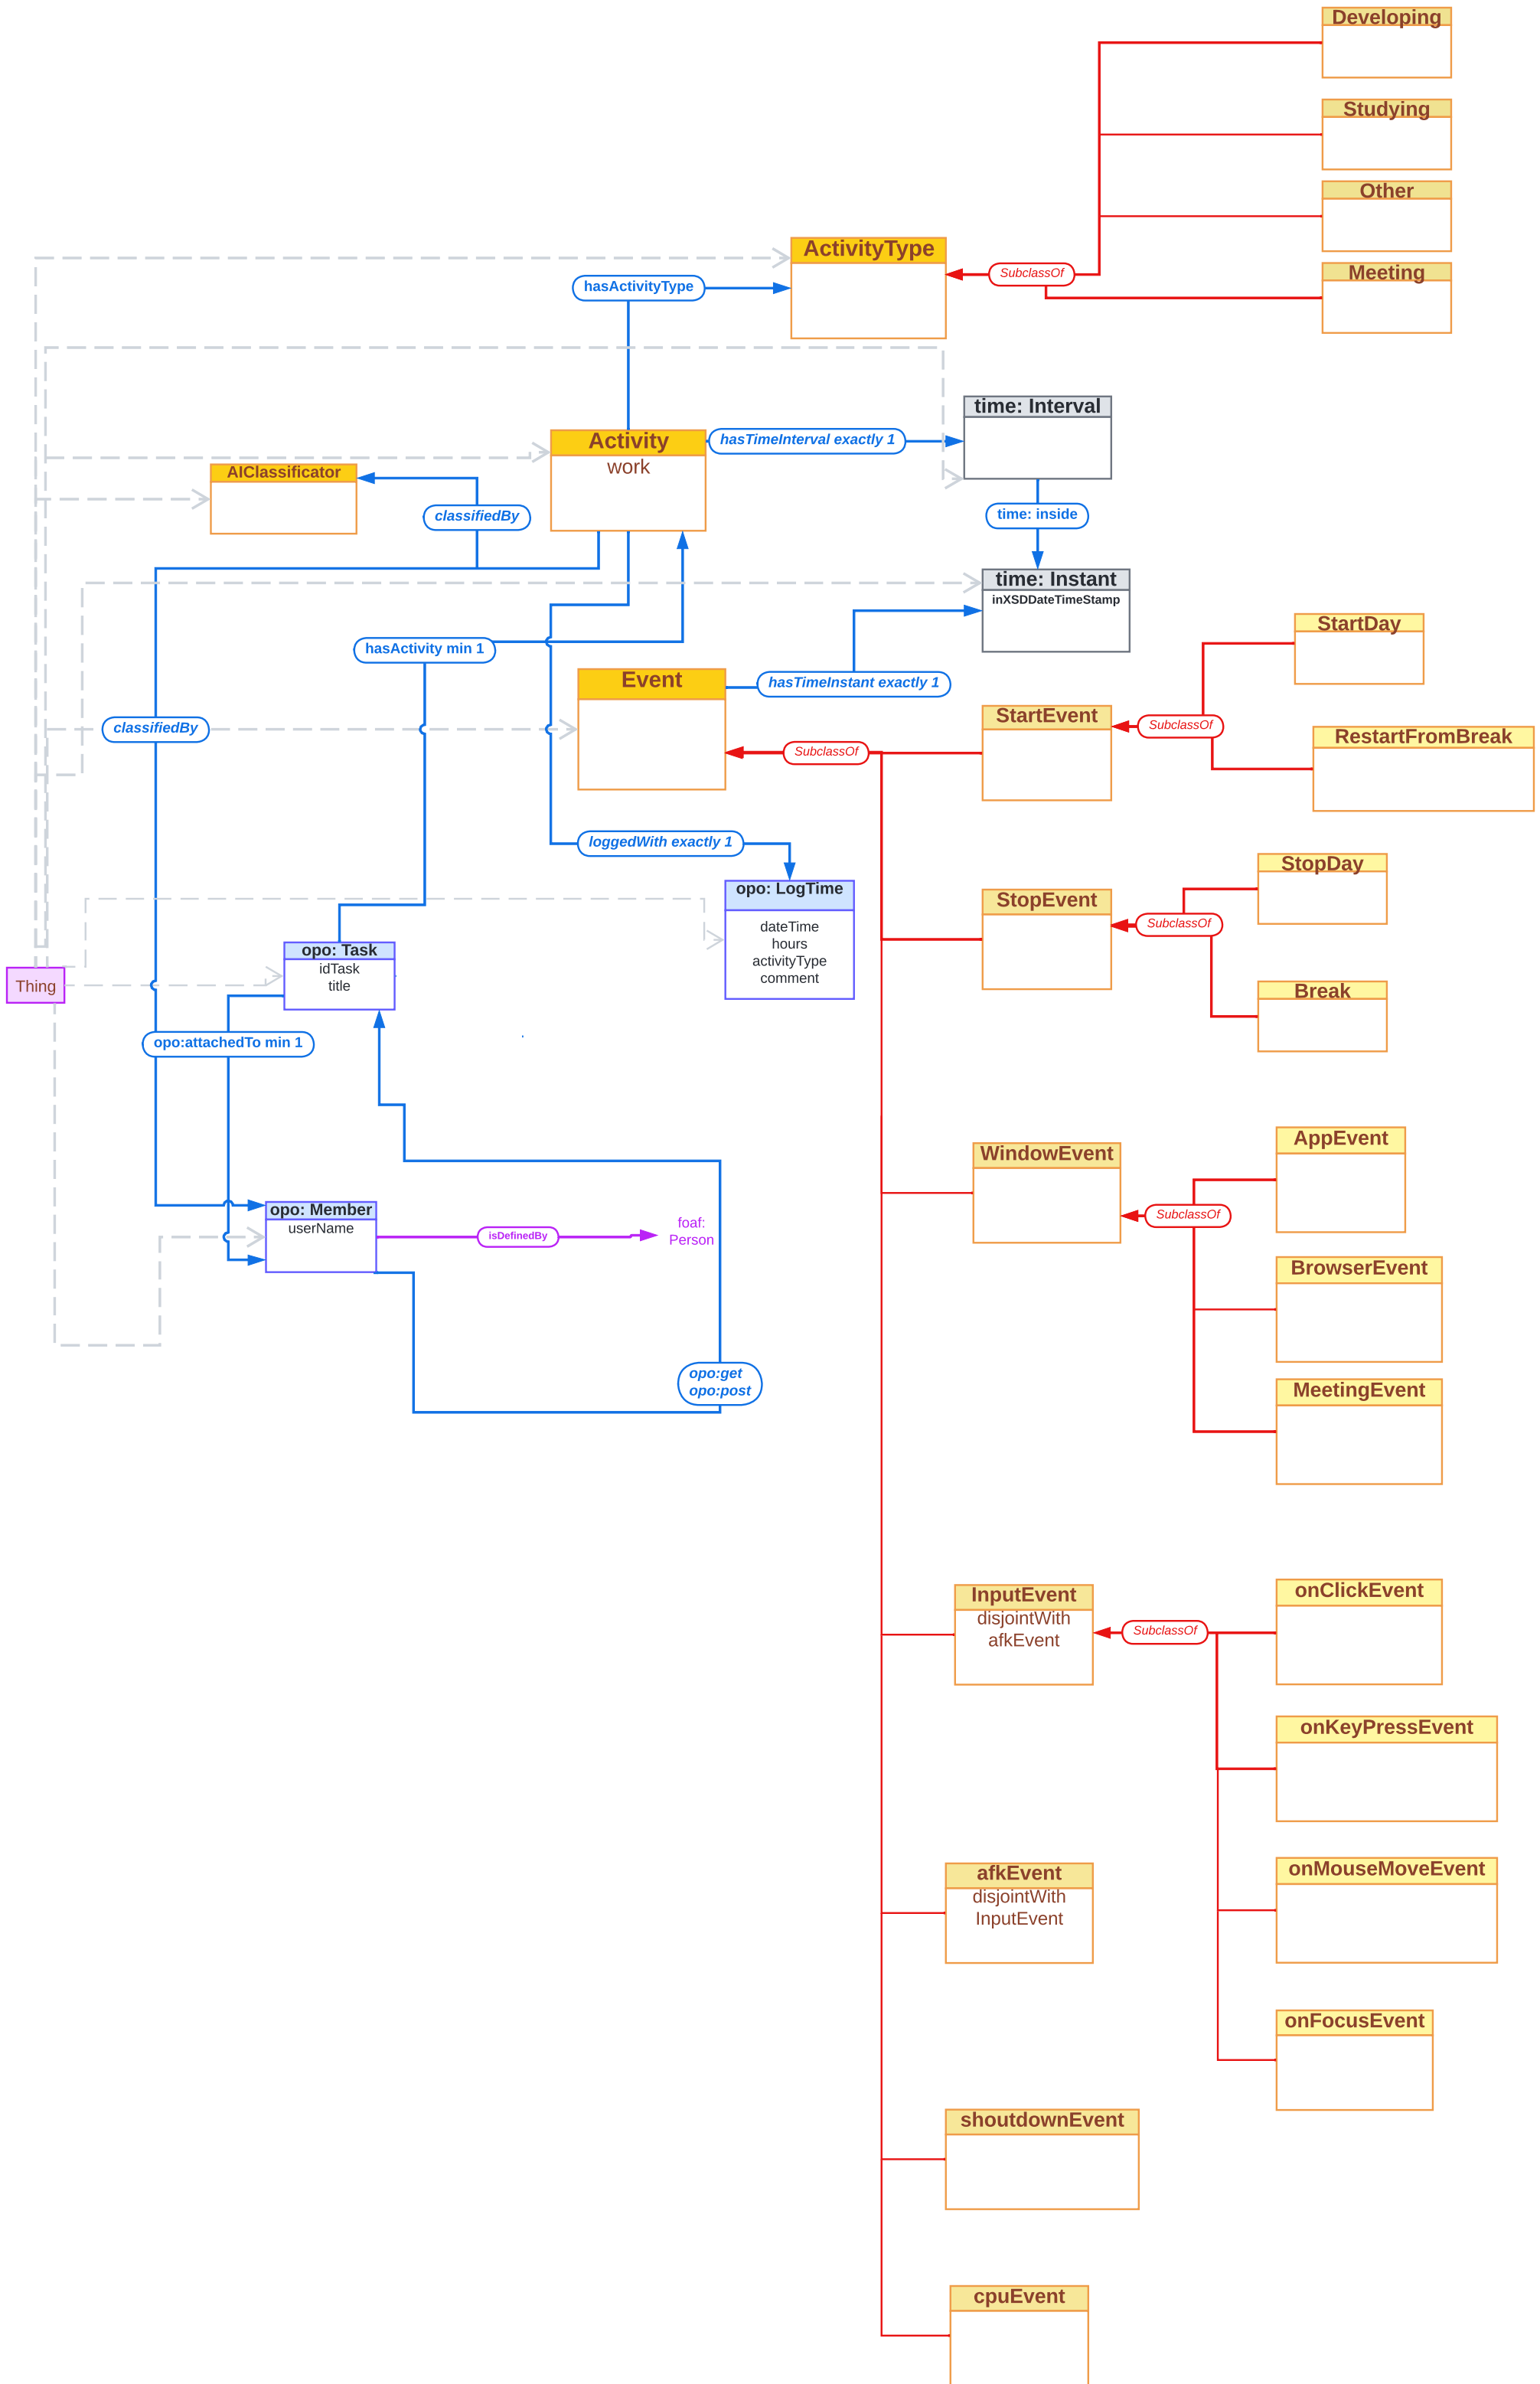 Developing
Studying
Other
Meeting
ActivityType
SubclassOf
hasActivityType
time: Interval
Activity
work
hasTimeInterval exactly 1
AIClassificator
classifiedBy
time: inside
time: Instant
inXSDDateTimeStamp
hasActivity min 1
StartDay
Event
hasTimeInstant exactly 1
StartEvent
SubclassOf
RestartFromBreak
classifiedBy
SubclassOf
loggedWith exactly 1
StopDay
opo: LogTime
dateTime
hours
activityType
comment
StopEvent
SubclassOf
Break
opo: Task
idTask
title
Thing
opo:attachedTo min 1
AppEvent
WindowEvent
SubclassOf
opo: Member
userName
isDefinedBy
foaf:
Person
BrowserEvent
opo:get
opo:post
MeetingEvent
InputEvent
disjointWith
afkEvent
SubclassOf
onClickEvent
onKeyPressEvent
afkEvent
disjointWith
InputEvent
onMouseMoveEvent
onFocusEvent
shoutdownEvent
cpuEvent